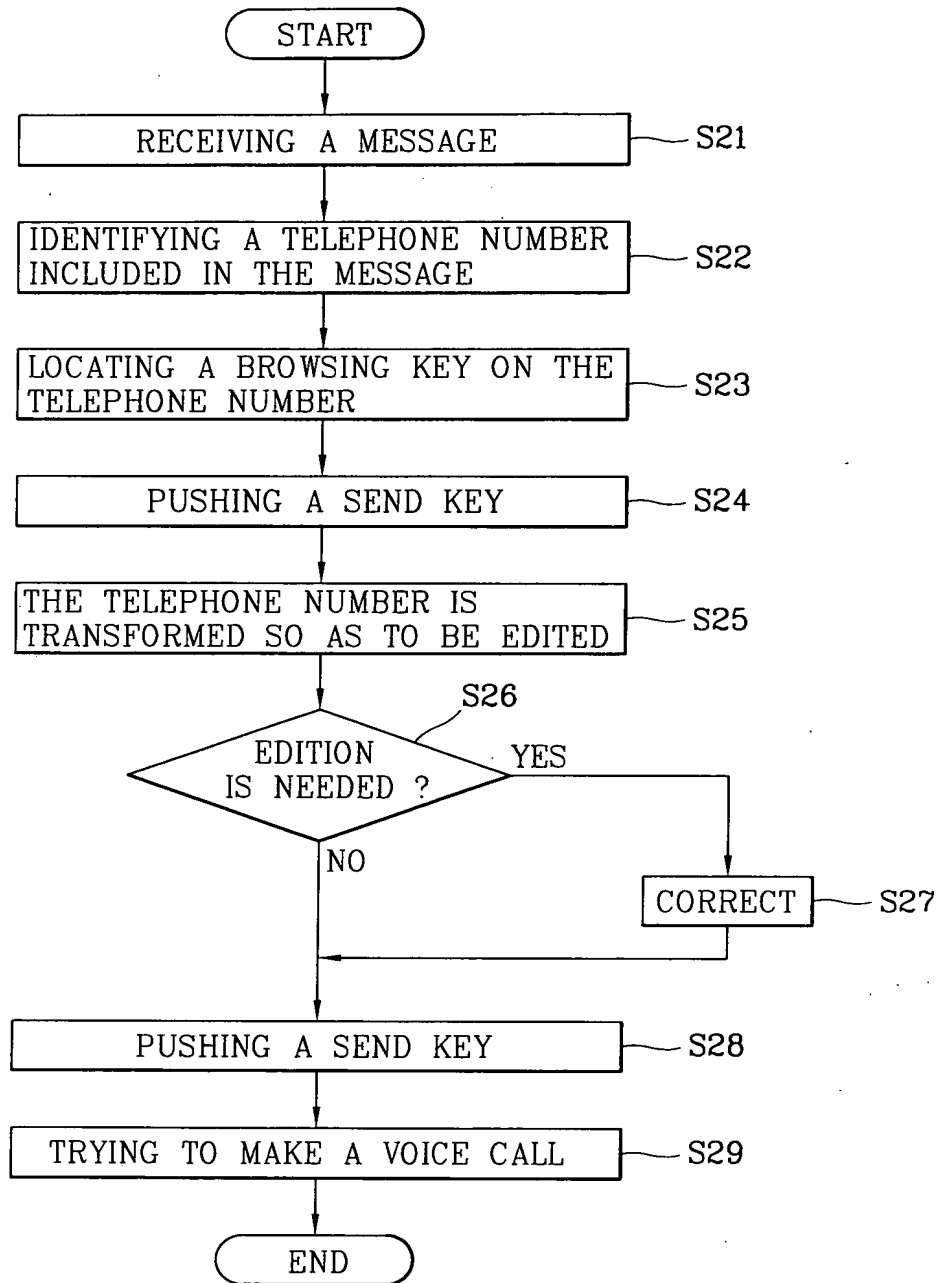 START
RECEIVING A MESSAGE
S21
IDENTIFYING A TELEPHONE NUMBER
INCLUDED IN THE MESSAGE
S22
LOCATING A BROWSING KEY ON THE
TELEPHONE NUMBER
S23
PUSHING A SEND KEY
S24
THE TELEPHONE NUMBER IS
TRANSFORMED SO AS TO BE EDITED
S25
S26
EDITION
IS NEEDED ?
YES
NO
CORRECT
S27
PUSHING A SEND KEY
S28
TRYING TO MAKE A VOICE CALL
S29
END